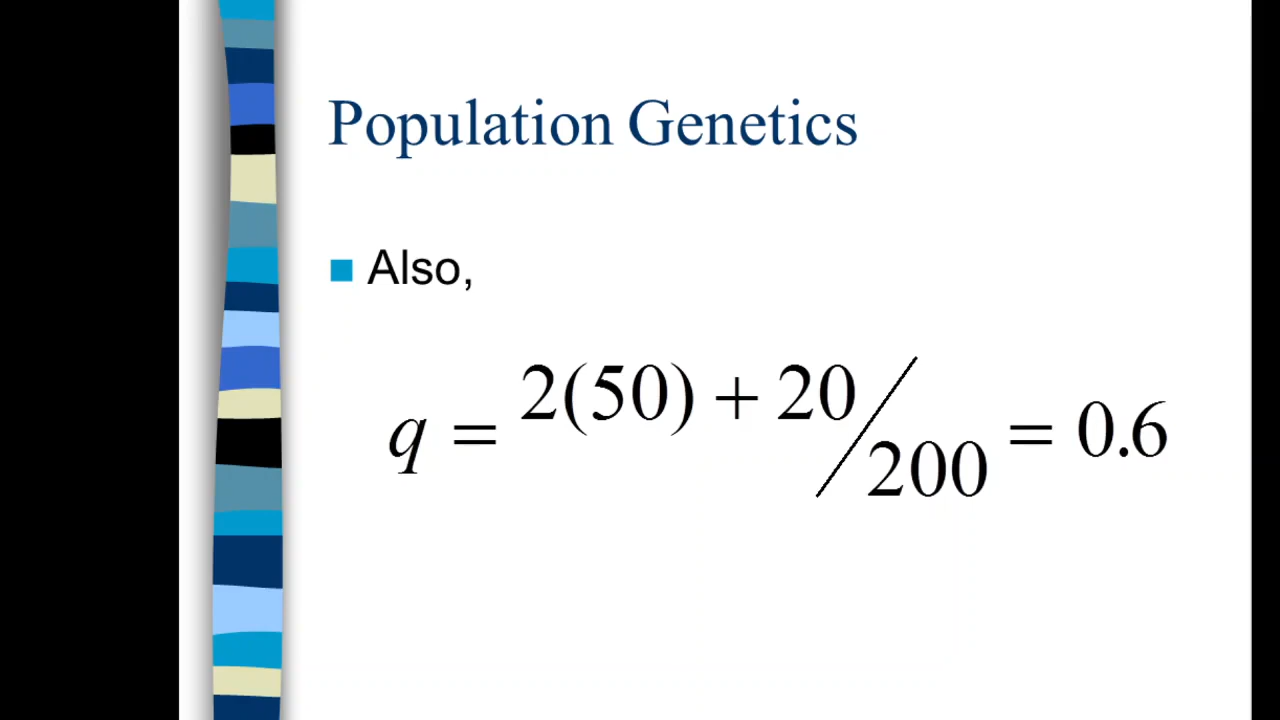 Population Genetics
Also,
q = 2(50) + 20/200 = 0.6